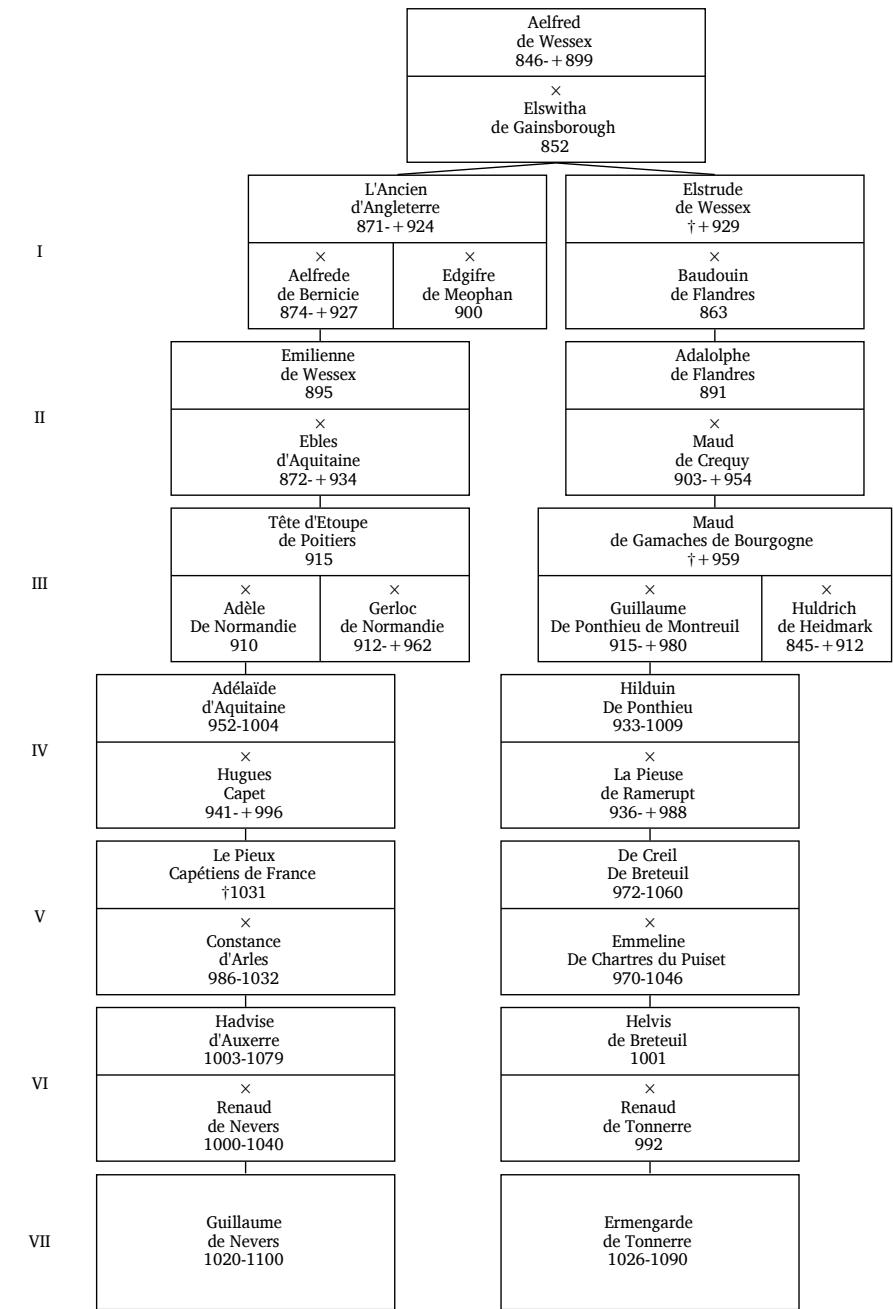 Aelfred
de Wessex
846-+899
×
Elswitha
de Gainsborough
852
I
L'Ancien
d'Angleterre
871-+924
×
Aelfrede
de Bernicie
874-+927
×
Edgifre
de Meophan
900
Elstrude
de Wessex
†+929
×
Baudouin
de Flandres
863
II
Emilienne
de Wessex
895
×
Ebles
d'Aquitaine
872-+934
Adalolphe
de Flandres
891
×
Maud
de Crequy
903-+954
III
Tête d'Etoupe
de Poitiers
915
×
Adèle
De Normandie
910
×
Gerloc
de Normandie
912-+962
Maud
de Gamaches de Bourgogne
†+959
×
Guillaume
De Ponthieu de Montreuil
915-+980
×
Huldrich
de Heidmark
845-+912
IV
Adélaïde
d'Aquitaine
952-1004
×
Hugues
Capet
941-+996
Hilduin
De Ponthieu
933-1009
×
La Pieuse
de Ramerupt
936-+988
V
Le Pieux
Capétiens de France
†1031
×
Constance
d'Arles
986-1032
De Creil
De Breteuil
972-1060
×
Emmeline
De Chartres du Puiset
970-1046
VI
Hadvise
d'Auxerre
1003-1079
×
Renaud
de Nevers
1000-1040
Helvis
de Breteuil
1001
×
Renaud
de Tonnerre
992
VII
Guillaume
de Nevers
1020-1100
Ermengarde
de Tonnerre
1026-1090